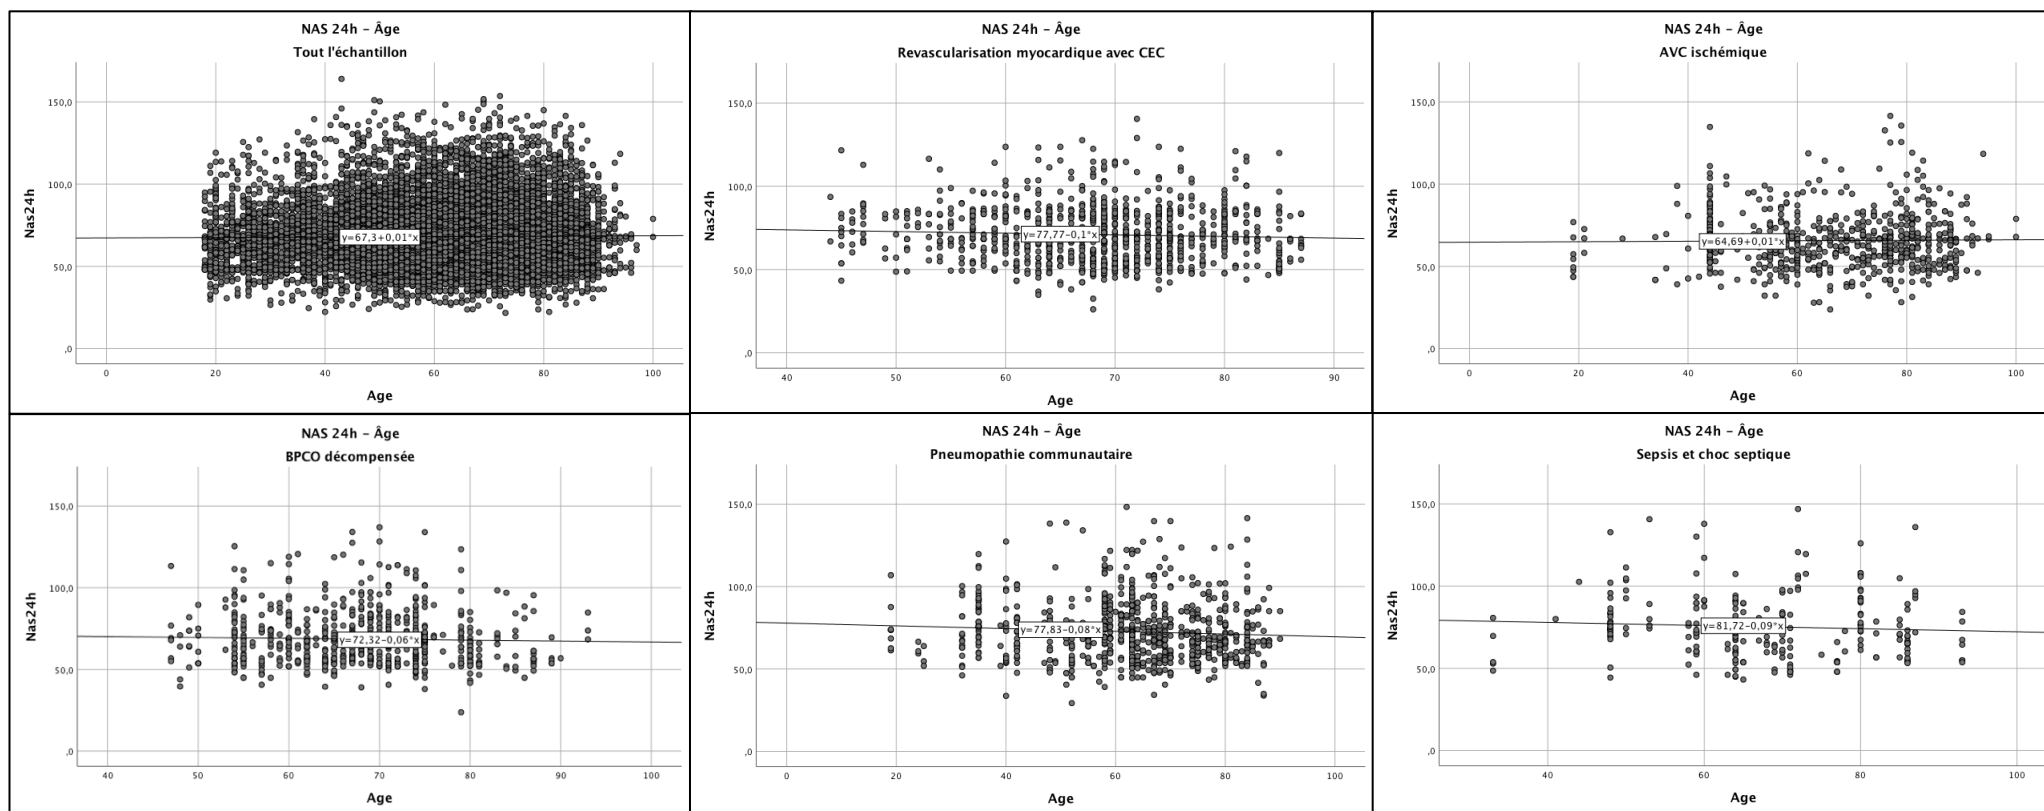 NAS 24h – Âge
Tout l'échantillon
150,0
100,0
50,0
,0
Nas24h
y=67,3+0,01*x
0 20 40 60 80 100
Age
NAS 24h – Âge
Revascularisation myocardique avec CEC
150,0
100,0
50,0
,0
Nas24h
y=77,77–0,1*x
40 50 60 70 80 90
Age
NAS 24h – Âge
AVC ischémique
150,0
100,0
50,0
,0
Nas24h
y=64,69+0,01*x
0 20 40 60 80 100
Age
NAS 24h – Âge
BPCO décompensée
150,0
100,0
50,0
,0
Nas24h
y=72,32–0,06*x
40 50 60 70 80 90 100
Age
NAS 24h – Âge
Pneumopathie communautaire
150,0
100,0
50,0
,0
Nas24h
y=77,83–0,08*x
0 20 40 60 80 100
Age
NAS 24h – Âge
Sepsis et choc septique
150,0
100,0
50,0
,0
Nas24h
y=81,72–0,09*x
40 60 80 100
Age